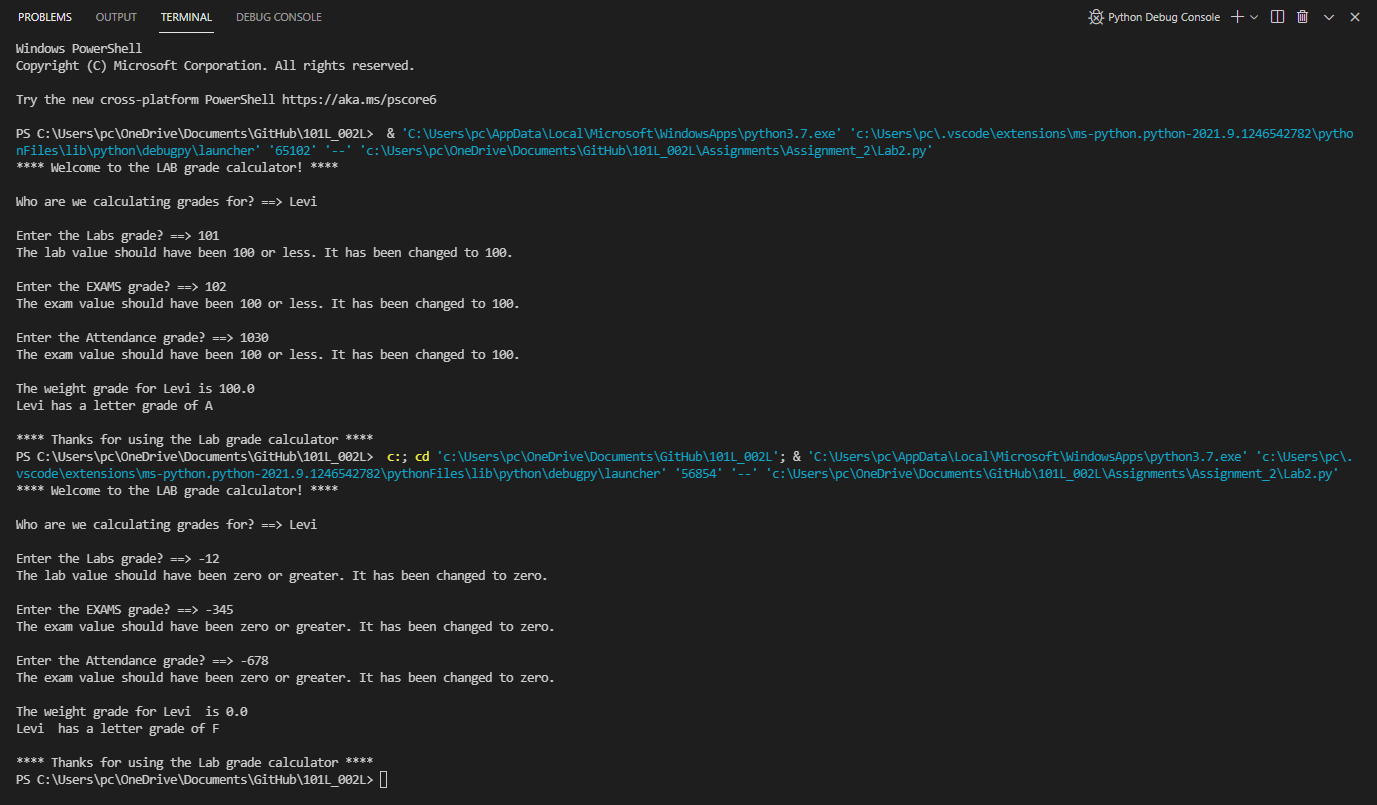 PROBLEMS OUTPUT TERMINAL DEBUG CONSOLE Python Debug Console
Windows PowerShell
Copyright (C) Microsoft Corporation. All rights reserved.
Try the new cross-platform PowerShell https://aka.ms/pscore6
PS C:\Users\pc\OneDrive\Documents\GitHub\101L_002L>  & 'C:\Users\pc\AppData\Local\Microsoft\WindowsApps\python3.7.exe' 'c:\Users\pc\.vscode\extensions\ms-python.python-2021.9.1246542782\pytho
nFiles\lib\python\debugpy\launcher' '65102' '--' 'c:\Users\pc\OneDrive\Documents\GitHub\101L_002L\Assignments\Assignment_2\Lab2.py'
**** Welcome to the LAB grade calculator! ****
Who are we calculating grades for? ==> Levi
Enter the Labs grade? ==> 101
The lab value should have been 100 or less. It has been changed to 100.
Enter the EXAMS grade? ==> 102
The exam value should have been 100 or less. It has been changed to 100.
Enter the Attendance grade? ==> 1030
The exam value should have been 100 or less. It has been changed to 100.
The weight grade for Levi is 100.0
Levi has a letter grade of A
**** Thanks for using the Lab grade calculator ****
PS C:\Users\pc\OneDrive\Documents\GitHub\101L_002L>  c:; cd 'c:\Users\pc\OneDrive\Documents\GitHub\101L_002L'; & 'C:\Users\pc\AppData\Local\Microsoft\WindowsApps\python3.7.exe' 'c:\Users\pc\.
vscode\extensions\ms-python.python-2021.9.1246542782\pythonFiles\lib\python\debugpy\launcher' '56854' '--' 'c:\Users\pc\OneDrive\Documents\GitHub\101L_002L\Assignments\Assignment_2\Lab2.py'
**** Welcome to the LAB grade calculator! ****
Who are we calculating grades for? ==> Levi
Enter the Labs grade? ==> -12
The lab value should have been zero or greater. It has been changed to zero.
Enter the EXAMS grade? ==> -345
The exam value should have been zero or greater. It has been changed to zero.
Enter the Attendance grade? ==> -678
The exam value should have been zero or greater. It has been changed to zero.
The weight grade for Levi  is 0.0
Levi  has a letter grade of F
**** Thanks for using the Lab grade calculator ****
PS C:\Users\pc\OneDrive\Documents\GitHub\101L_002L>